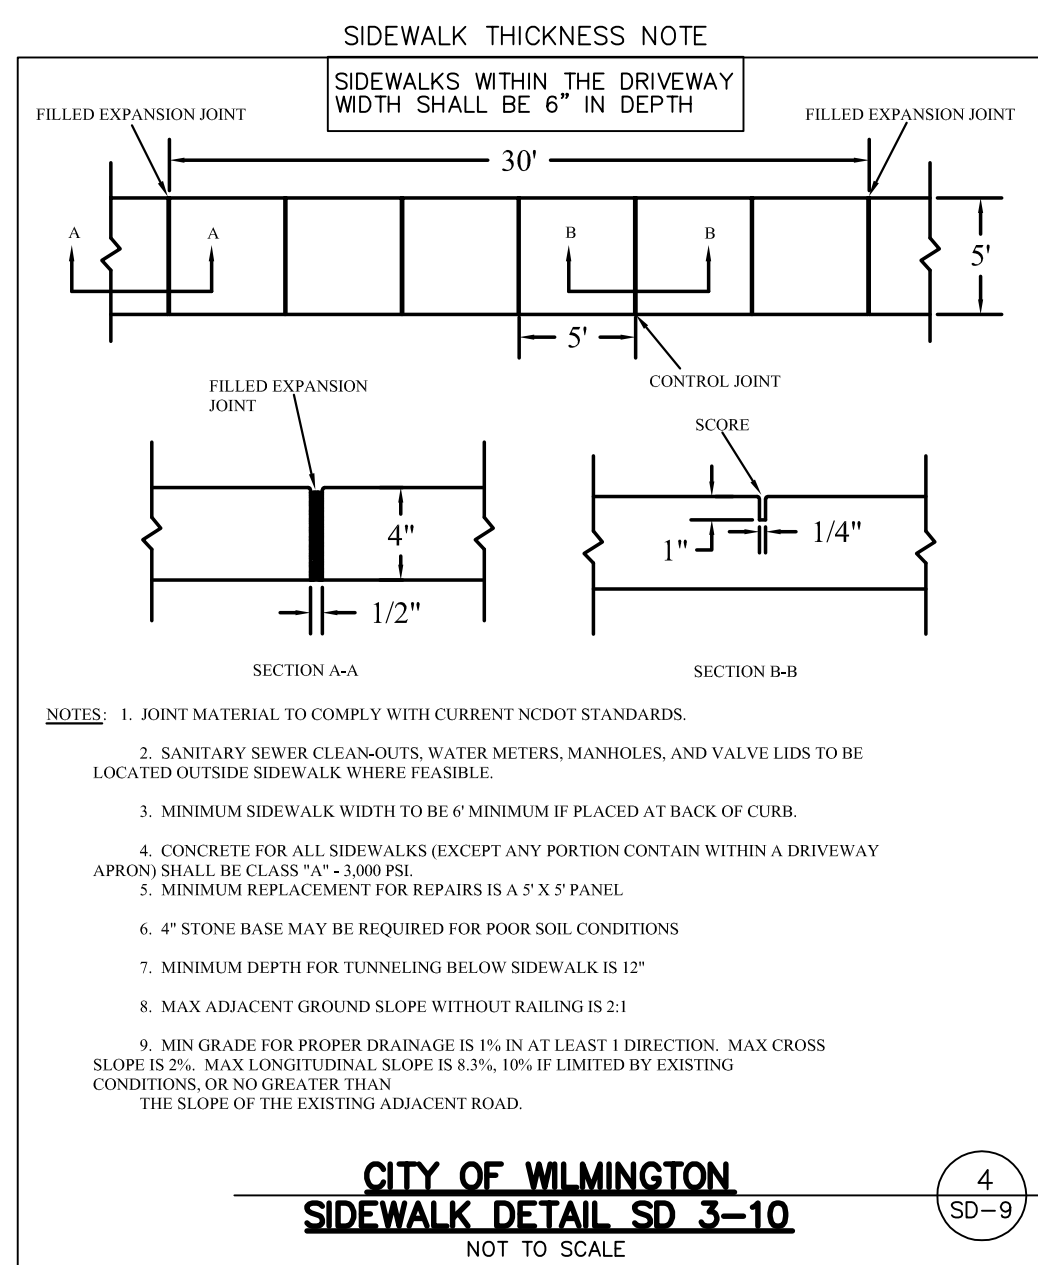 SIDEWALK THICKNESS NOTE
SIDEWALKS WITHIN THE DRIVEWAY
WIDTH SHALL BE 6" IN DEPTH
FILLED EXPANSION JOINT
FILLED EXPANSION JOINT
30'
A
A
B
B
5'
5'
CONTROL JOINT
FILLED EXPANSION
JOINT
SCORE
4"
1"
1/4"
1/2"
SECTION A-A
SECTION B-B
NOTES: 1. JOINT MATERIAL TO COMPLY WITH CURRENT NCDOT STANDARDS.
2. SANITARY SEWER CLEAN-OUTS, WATER METERS, MANHOLES, AND VALVE LIDS TO BE
LOCATED OUTSIDE SIDEWALK WHERE FEASIBLE.
3. MINIMUM SIDEWALK WIDTH TO BE 6' MINIMUM IF PLACED AT BACK OF CURB.
4. CONCRETE FOR ALL SIDEWALKS (EXCEPT ANY PORTION CONTAIN WITHIN A DRIVEWAY
APRON) SHALL BE CLASS "A" - 3,000 PSI.
5. MINIMUM REPLACEMENT FOR REPAIRS IS A 5' X 5' PANEL
6. 4" STONE BASE MAY BE REQUIRED FOR POOR SOIL CONDITIONS
7. MINIMUM DEPTH FOR TUNNELING BELOW SIDEWALK IS 12"
8. MAX ADJACENT GROUND SLOPE WITHOUT RAILING IS 2:1
9. MIN GRADE FOR PROPER DRAINAGE IS 1% IN AT LEAST 1 DIRECTION. MAX CROSS
SLOPE IS 2%. MAX LONGITUDINAL SLOPE IS 8.3%, 10% IF LIMITED BY EXISTING
CONDITIONS, OR NO GREATER THAN
THE SLOPE OF THE EXISTING ADJACENT ROAD.
CITY OF WILMINGTON
SIDEWALK DETAIL SD 3-10
NOT TO SCALE
4
SD-9